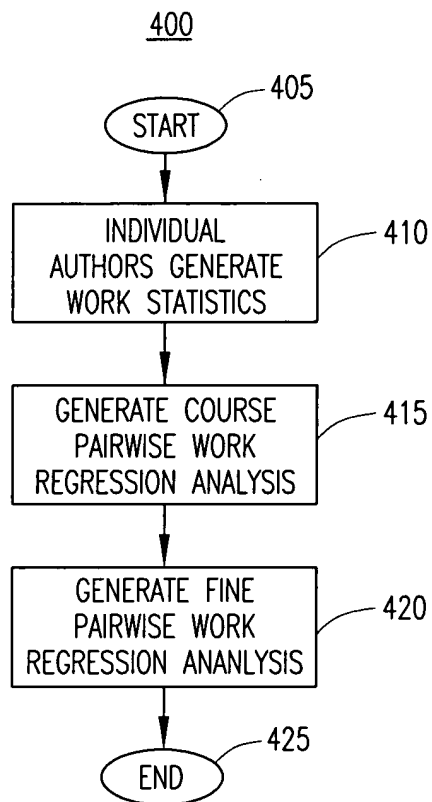 400
405
START
INDIVIDUAL
AUTHORS GENERATE
WORK STATISTICS
410
GENERATE COURSE
PAIRWISE WORK
REGRESSION ANALYSIS
415
GENERATE FINE
PAIRWISE WORK
REGRESSION ANANLYSIS
420
425
END